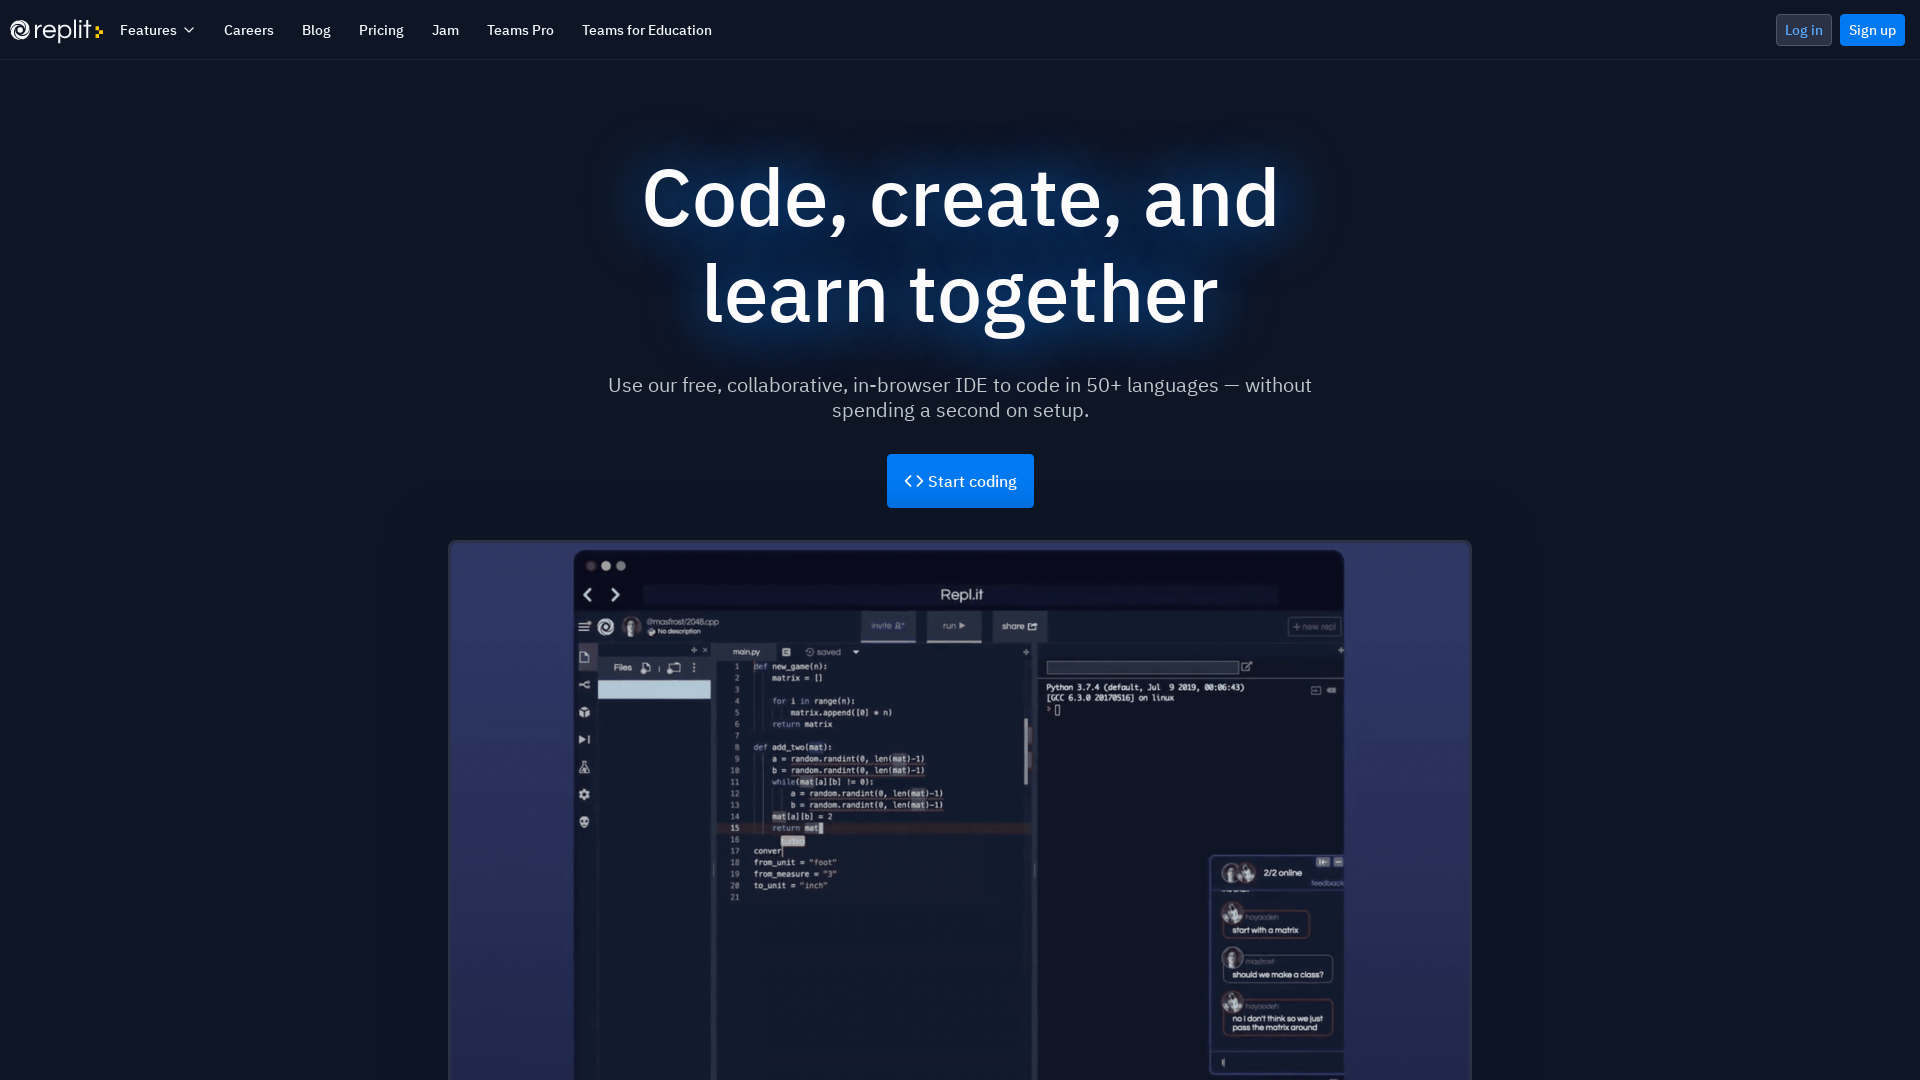 replit
Features
Careers
Blog
Pricing
Jam
Teams Pro
Teams for Education
Log in
Sign up
Code, create, and
learn together
Use our free, collaborative, in-browser IDE to code in 50+ languages — without
spending a second on setup.
Start coding
Repl.it
@masfrost/2048.cpp
No description
invite
run
share
+ new repl
Files
main.py
saved
1 def new_game(n):
2 matrix = []
3
4 for i in range(n):
5 matrix.append([0] * n)
6 return matrix
7
8 def add_two(mat):
9 a = random.randint(0, len(mat)-1)
10 b = random.randint(0, len(mat)-1)
11 while(mat[a][b] != 0):
12 a = random.randint(0, len(mat)-1)
13 b = random.randint(0, len(mat)-1)
14 mat[a][b] = 2
15 return mat
16
17 conver
18 from_unit = "foot"
19 from_measure = "3"
20 to_unit = "inch"
21
Python 3.7.4 (default, Jul 9 2019, 00:06:43)
[GCC 6.3.0 20170516] on linux
2/2 online
feedback
hayaodeh
start with a matrix
masfrost
should we make a class?
hayaodeh
no I don't think so we just
pass the matrix around